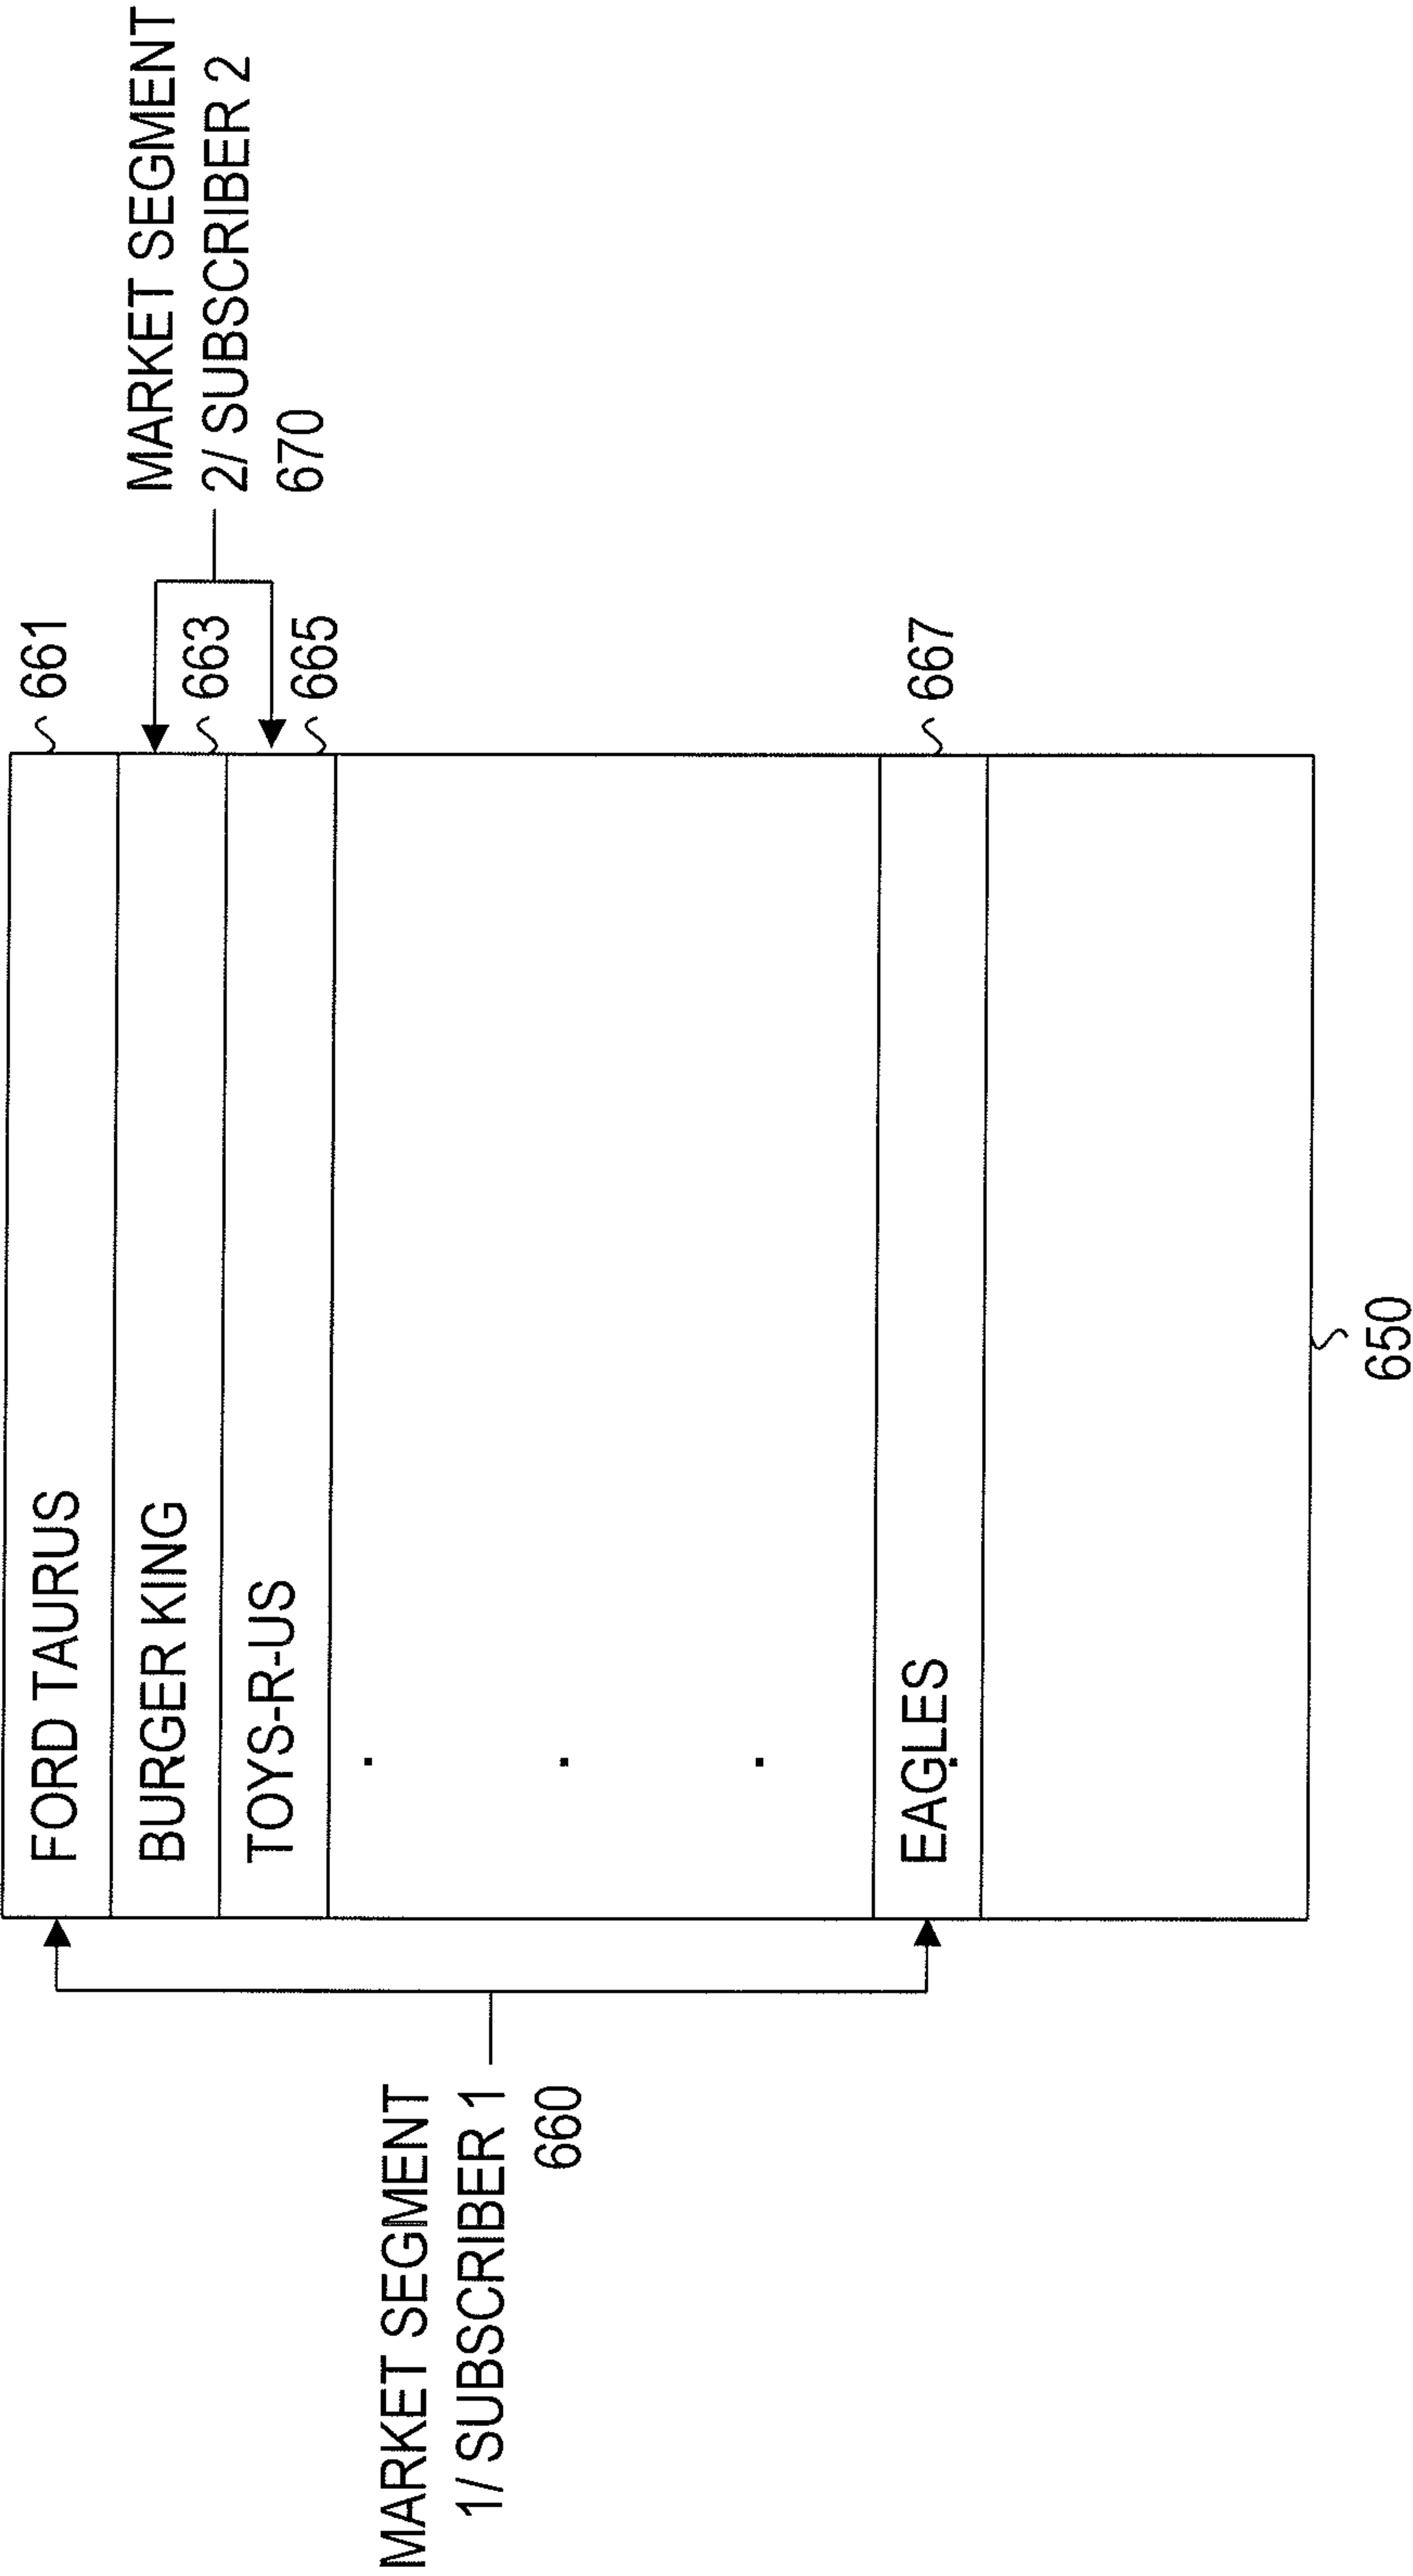 MARKET SEGMENT
1/ SUBSCRIBER 1
660
FORD TAURUS
BURGER KING
TOYS-R-US
EAGLES
661
663
665
667
MARKET SEGMENT
2/ SUBSCRIBER 2
670
650